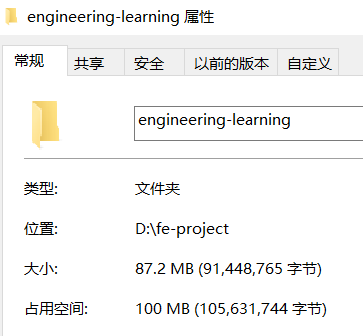 engineering-learning 属性
常规 共享 安全 以前的版本 自定义
engineering-learning
类型: 文件夹
位置: D:\fe-project
大小: 87.2 MB (91,448,765 字节)
占用空间: 100 MB (105,631,744 字节)